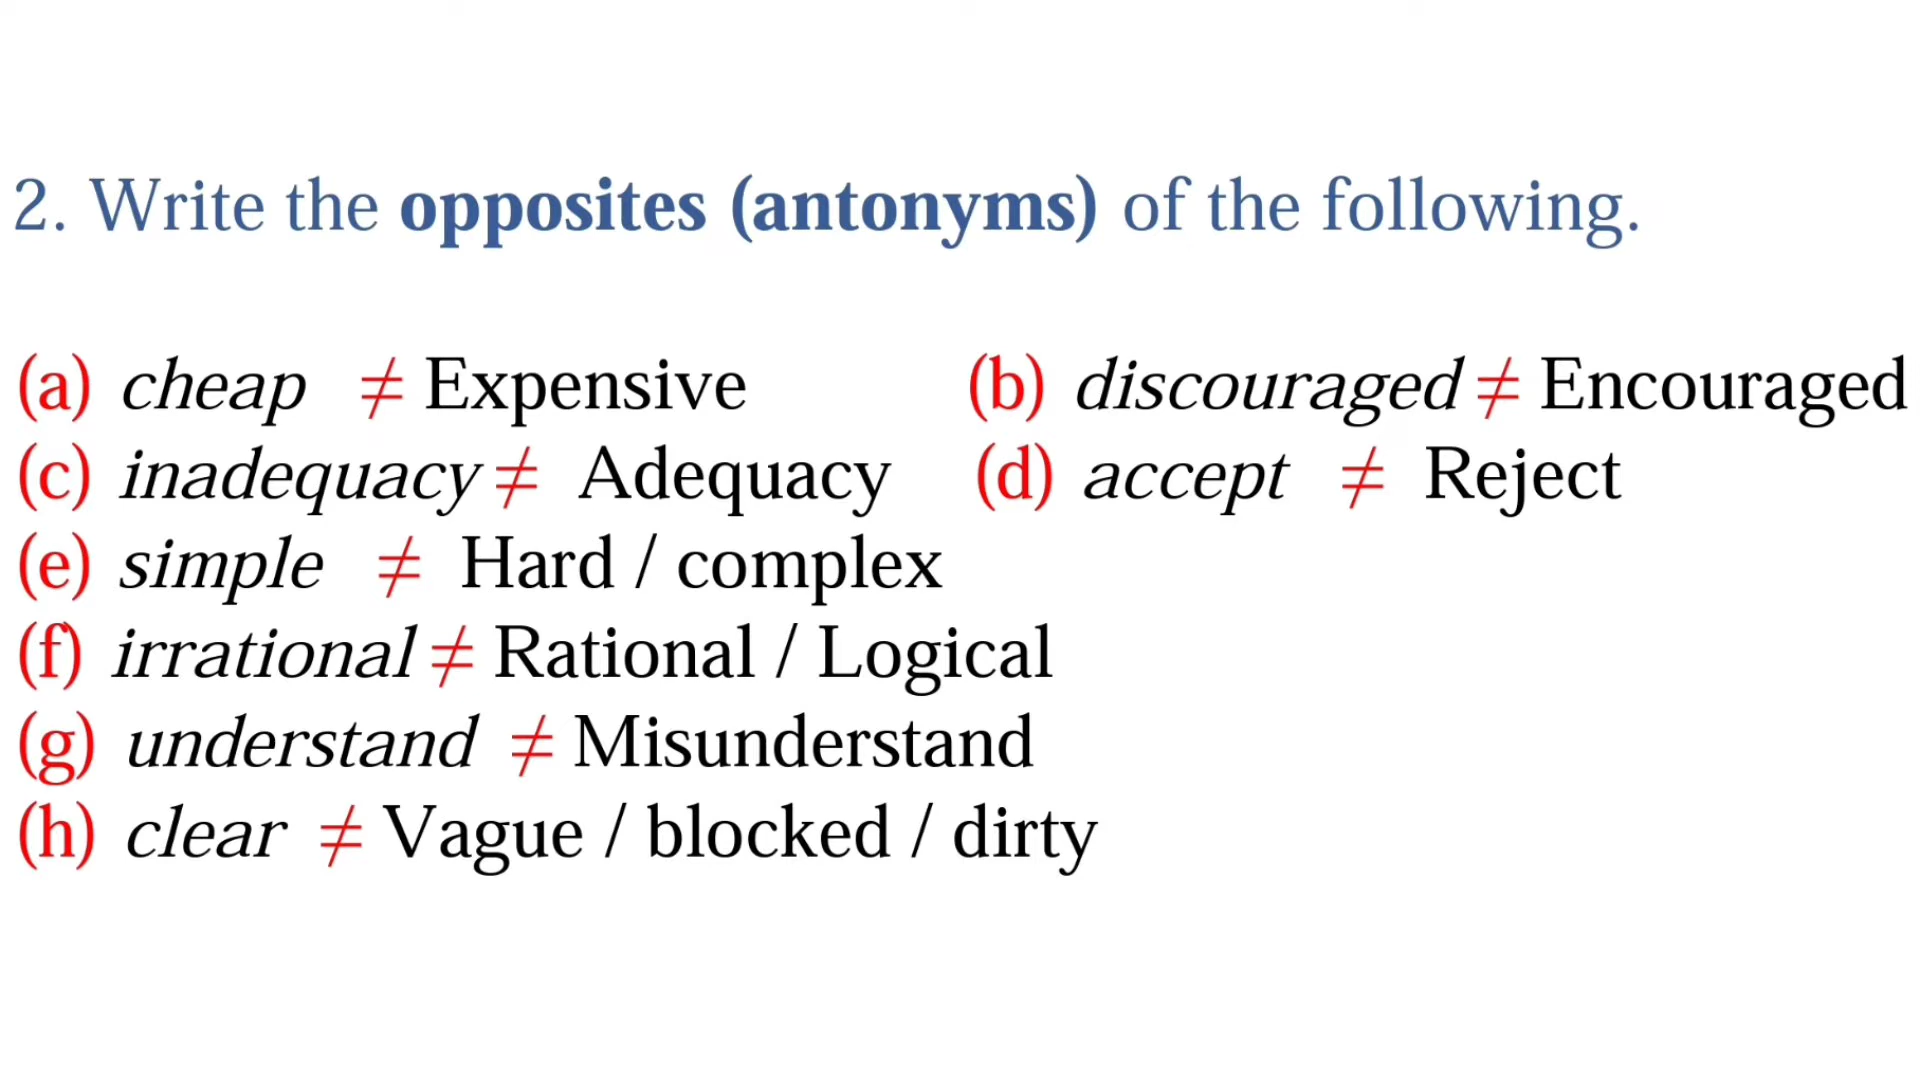 2. Write the opposites (antonyms) of the following.
(a) cheap ≠ Expensive (b) discouraged ≠ Encouraged
(c) inadequacy ≠ Adequacy (d) accept ≠ Reject
(e) simple ≠ Hard / complex
(f) irrational ≠ Rational / Logical
(g) understand ≠ Misunderstand
(h) clear ≠ Vague / blocked / dirty